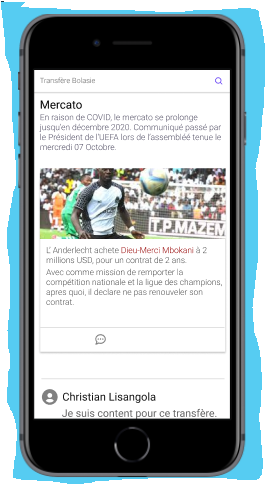 Transfère Bolasie
Mercato
En raison de COVID, le mercato se prolonge
jusqu'en décembre 2020. Communiqué passé par
le Président de l'UEFA lors de l'assembléé tenue le
mercredi 07 Octobre.
T.P.MAZEM
L' Anderlecht achete Dieu-Merci Mbokani à 2
millions USD, pour un contrat de 2 ans.
Avec comme mission de remporter la
compétition nationale et la ligue des champions,
apres quoi, il declare ne pas renouveler son
contrat.
Christian Lisangola
Je suis content pour ce transfère.